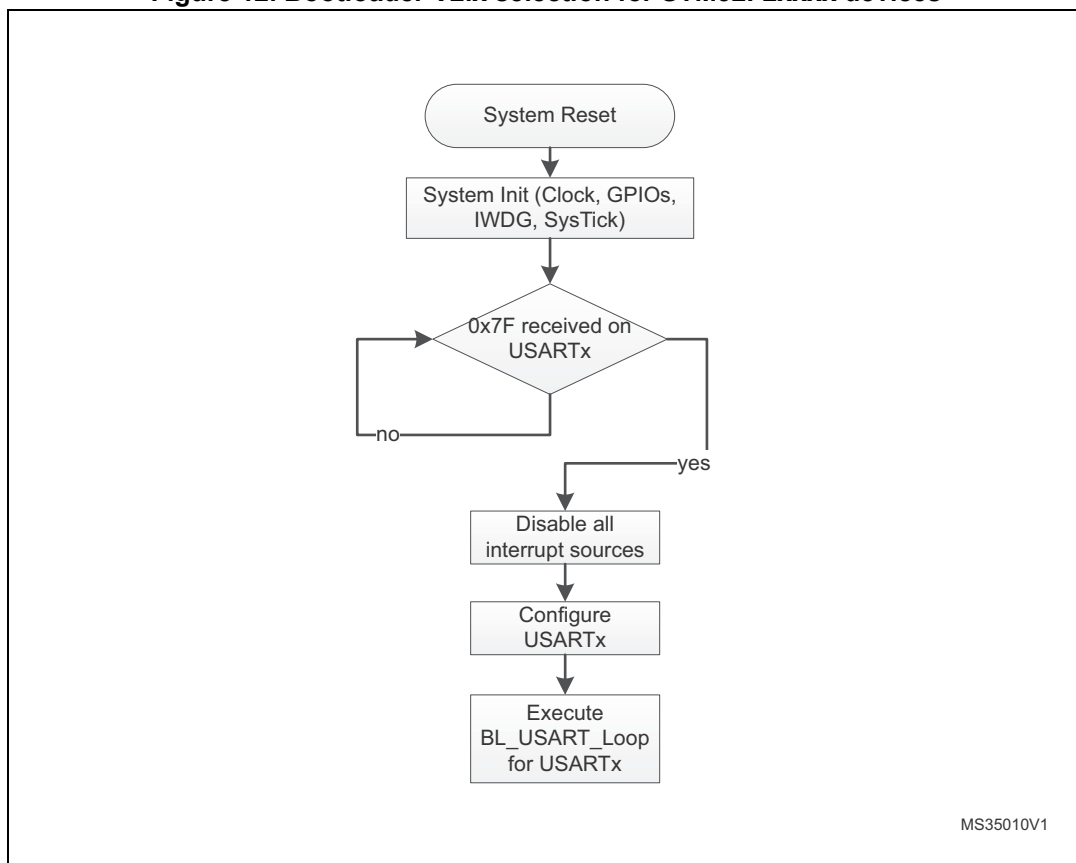 System Reset
System Init (Clock, GPIOs,
IWDG, SysTick)
0x7F received on
USARTx
no
yes
Disable all
interrupt sources
Configure
USARTx
Execute
BL_USART_Loop
for USARTx
MS35010V1